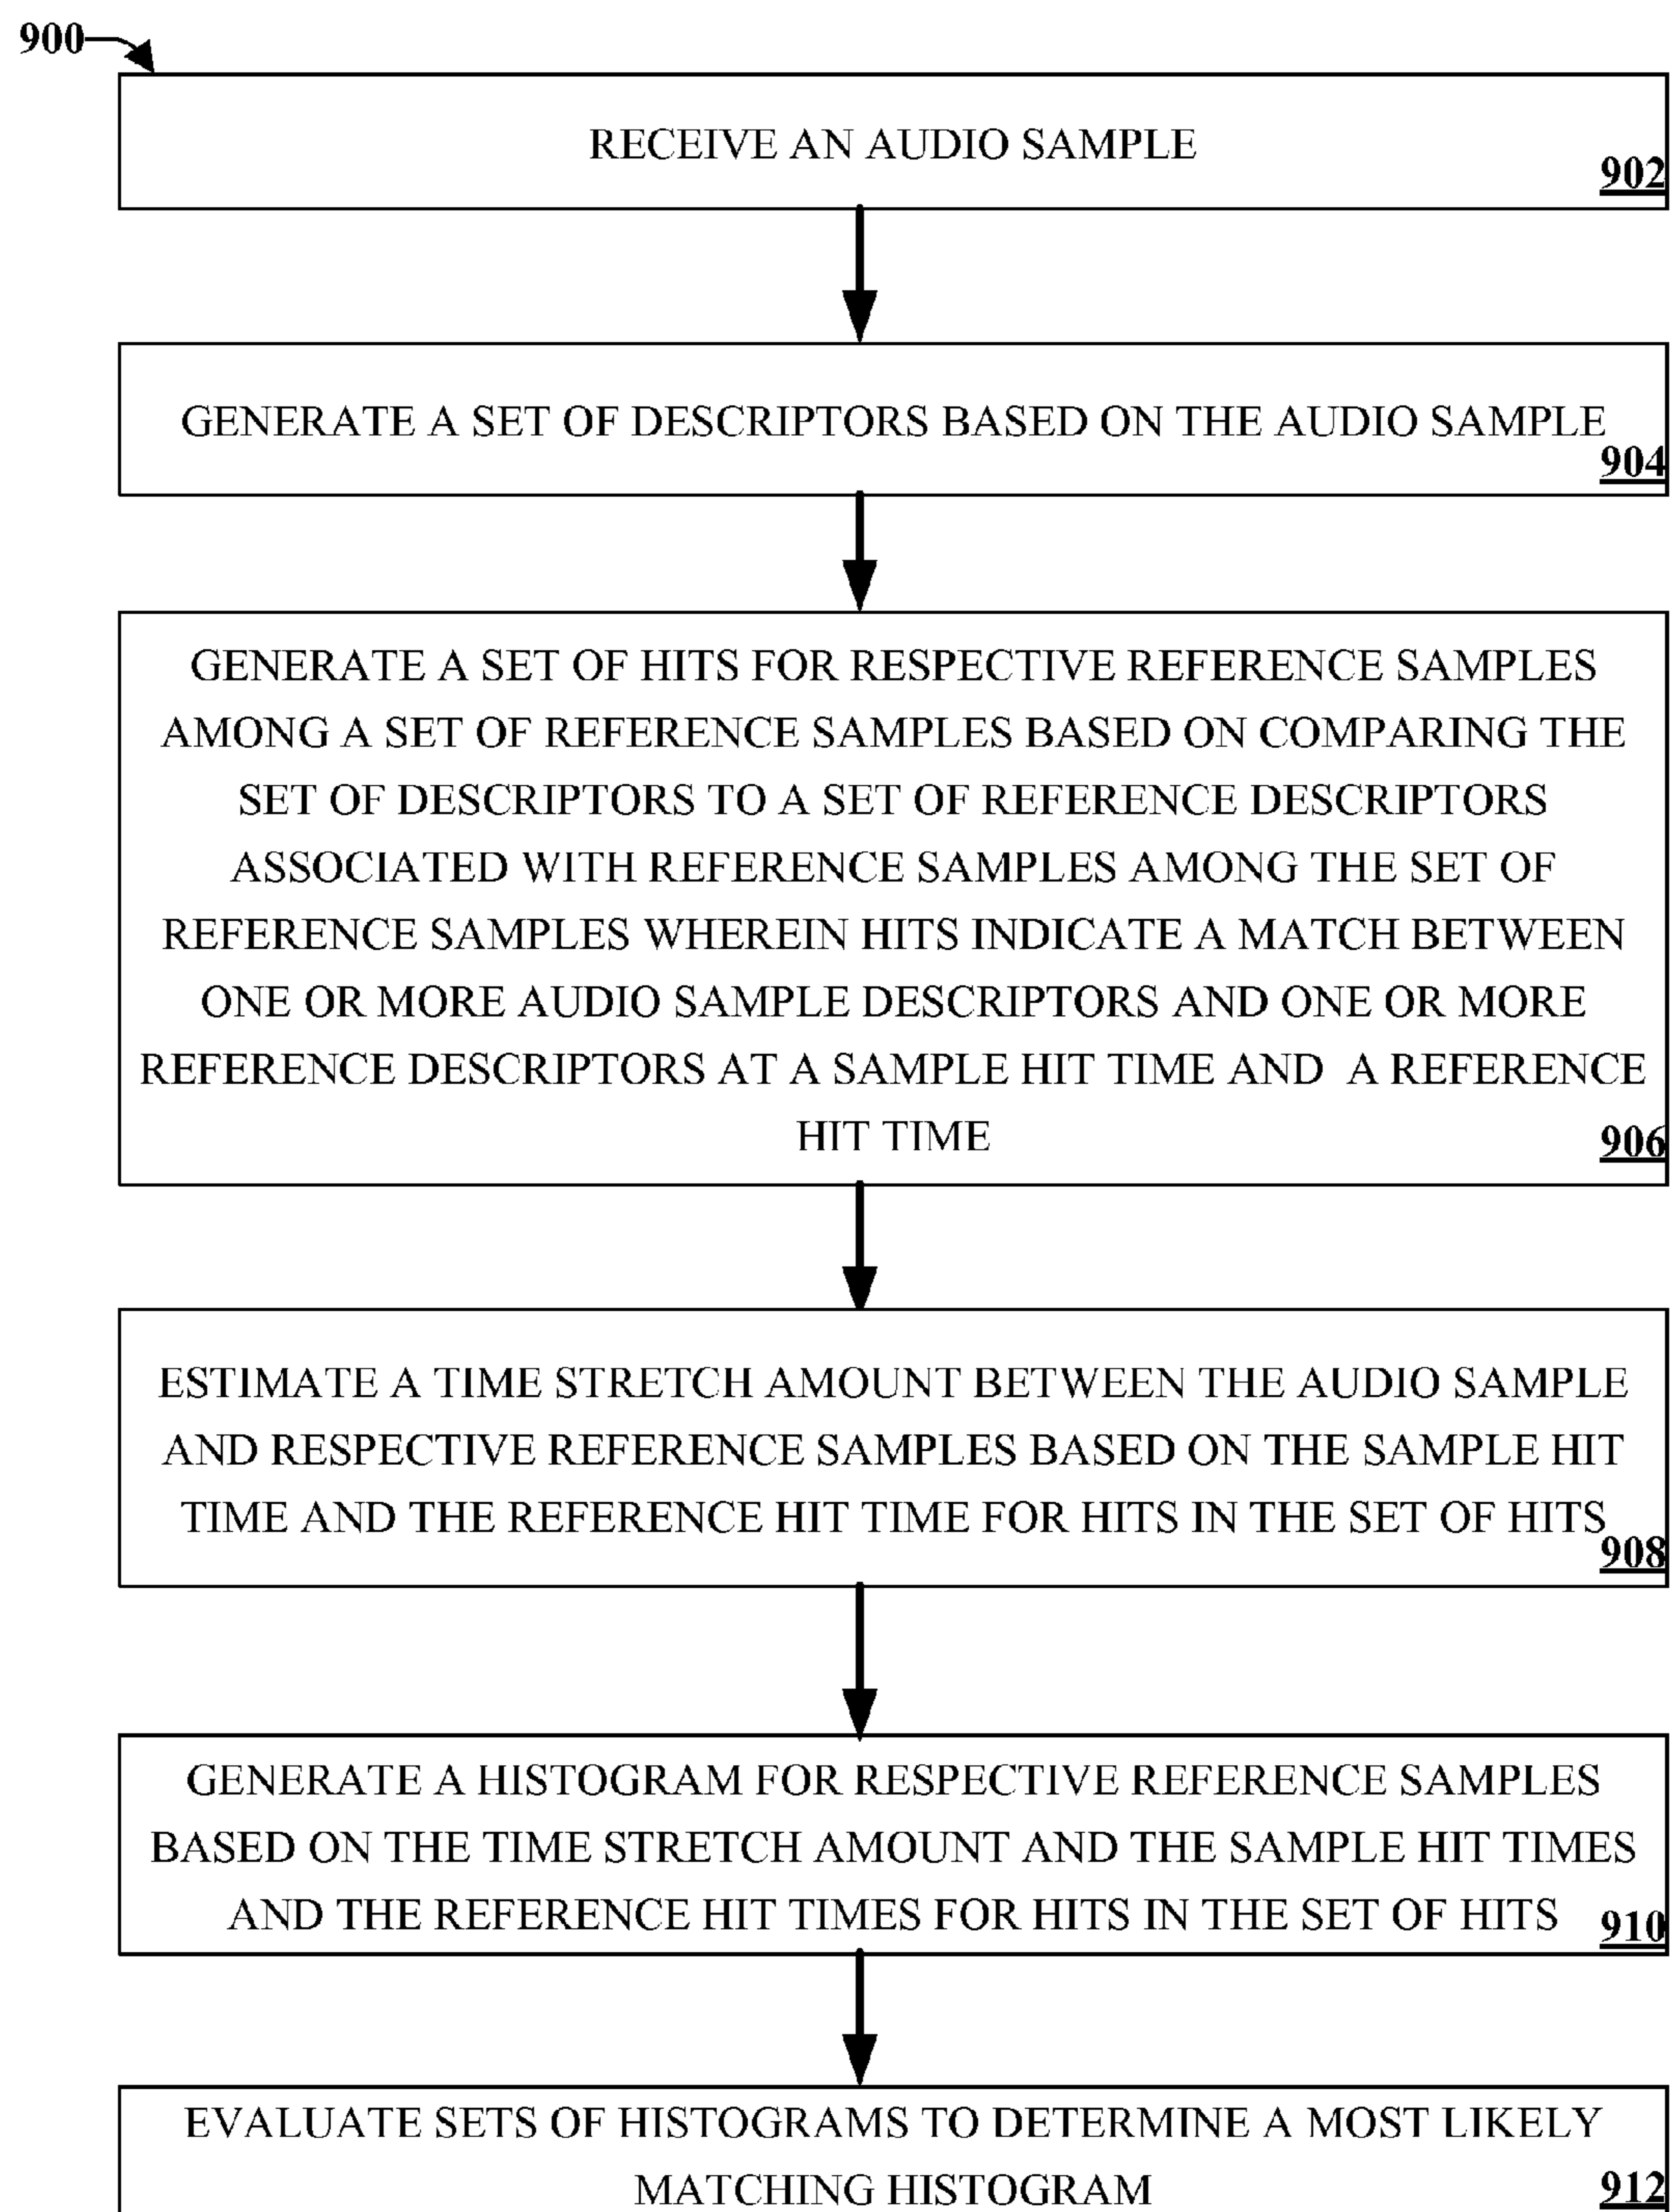 900
RECEIVE AN AUDIO SAMPLE
902
GENERATE A SET OF DESCRIPTORS BASED ON THE AUDIO SAMPLE
904
GENERATE A SET OF HITS FOR RESPECTIVE REFERENCE SAMPLES
AMONG A SET OF REFERENCE SAMPLES BASED ON COMPARING THE
SET OF DESCRIPTORS TO A SET OF REFERENCE DESCRIPTORS
ASSOCIATED WITH REFERENCE SAMPLES AMONG THE SET OF
REFERENCE SAMPLES WHEREIN HITS INDICATE A MATCH BETWEEN
ONE OR MORE AUDIO SAMPLE DESCRIPTORS AND ONE OR MORE
REFERENCE DESCRIPTORS AT A SAMPLE HIT TIME AND A REFERENCE
HIT TIME
906
ESTIMATE A TIME STRETCH AMOUNT BETWEEN THE AUDIO SAMPLE
AND RESPECTIVE REFERENCE SAMPLES BASED ON THE SAMPLE HIT
TIME AND THE REFERENCE HIT TIME FOR HITS IN THE SET OF HITS
908
GENERATE A HISTOGRAM FOR RESPECTIVE REFERENCE SAMPLES
BASED ON THE TIME STRETCH AMOUNT AND THE SAMPLE HIT TIMES
AND THE REFERENCE HIT TIMES FOR HITS IN THE SET OF HITS
910
EVALUATE SETS OF HISTOGRAMS TO DETERMINE A MOST LIKELY
MATCHING HISTOGRAM
912